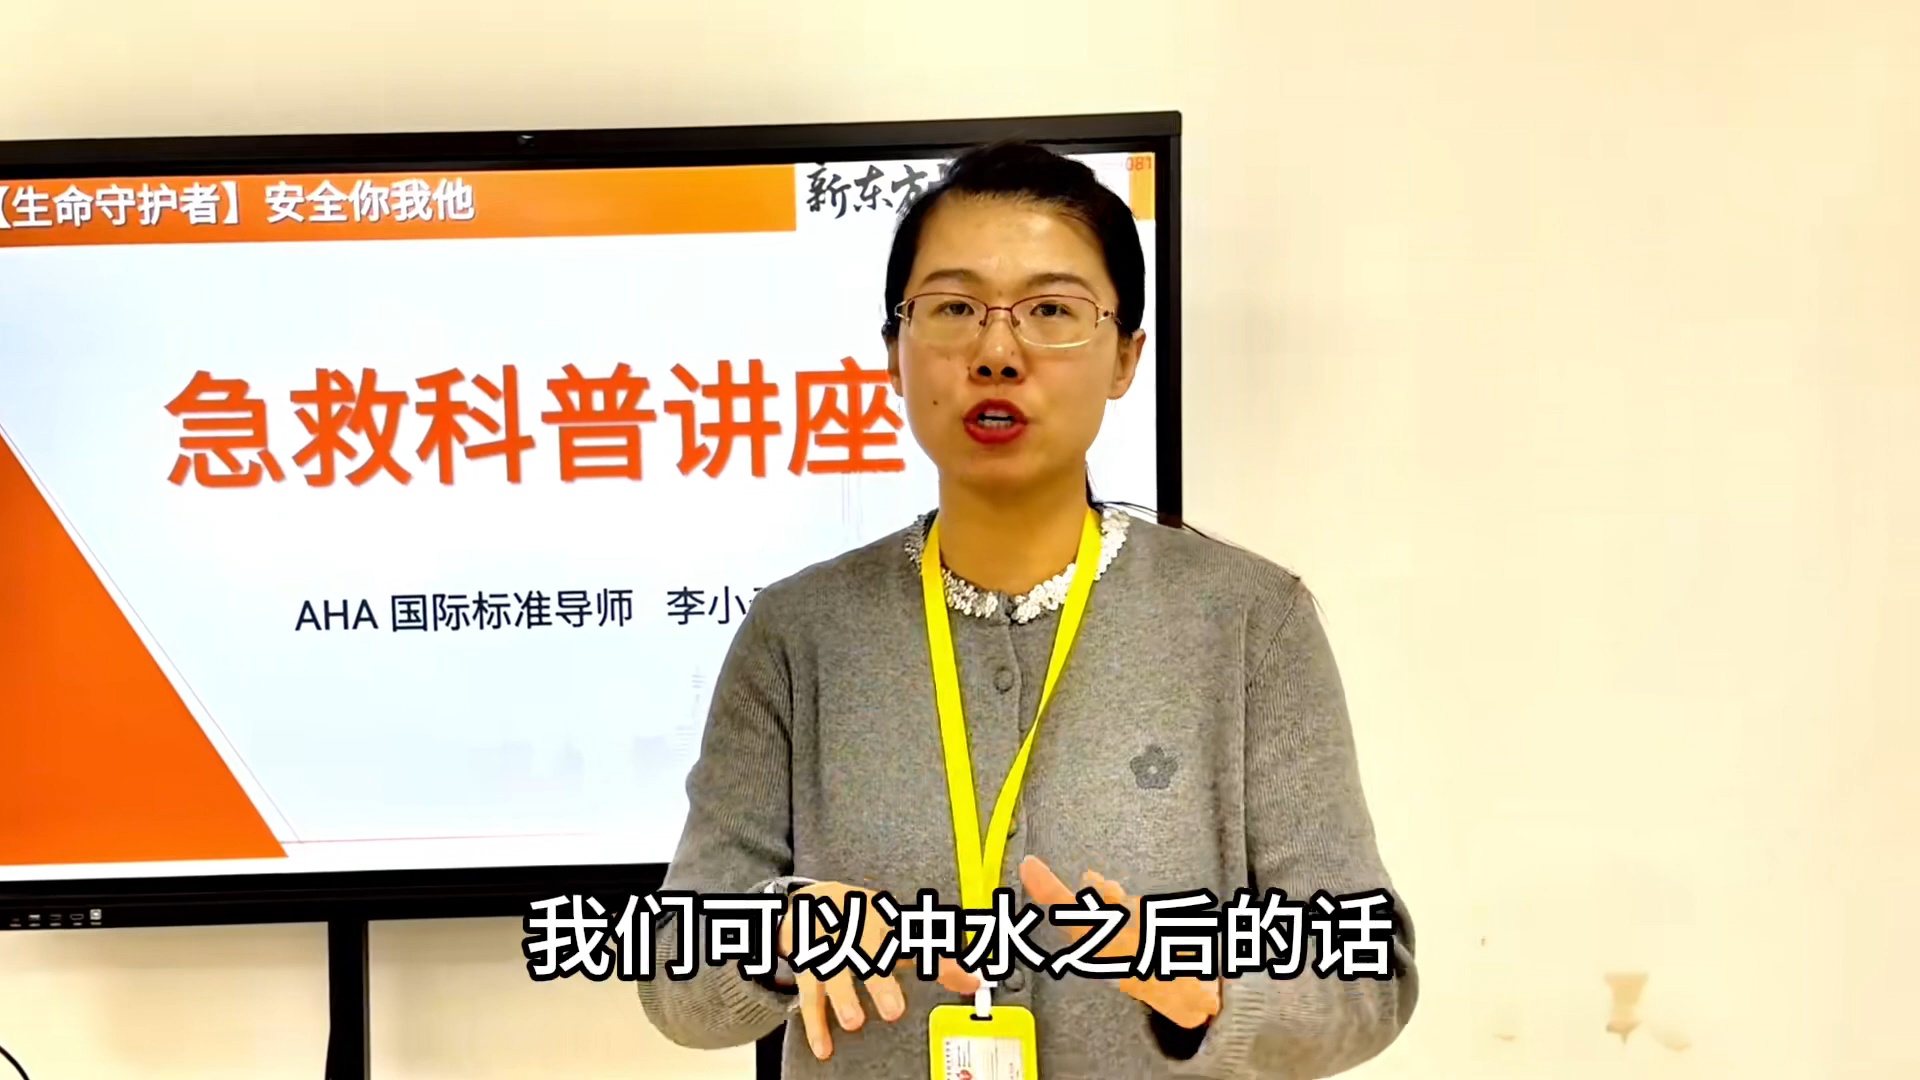 【生命守护者】安全你我他
新东方
急救科普讲座
AHA 国际标准导师 李小
我们可以冲水之后的话